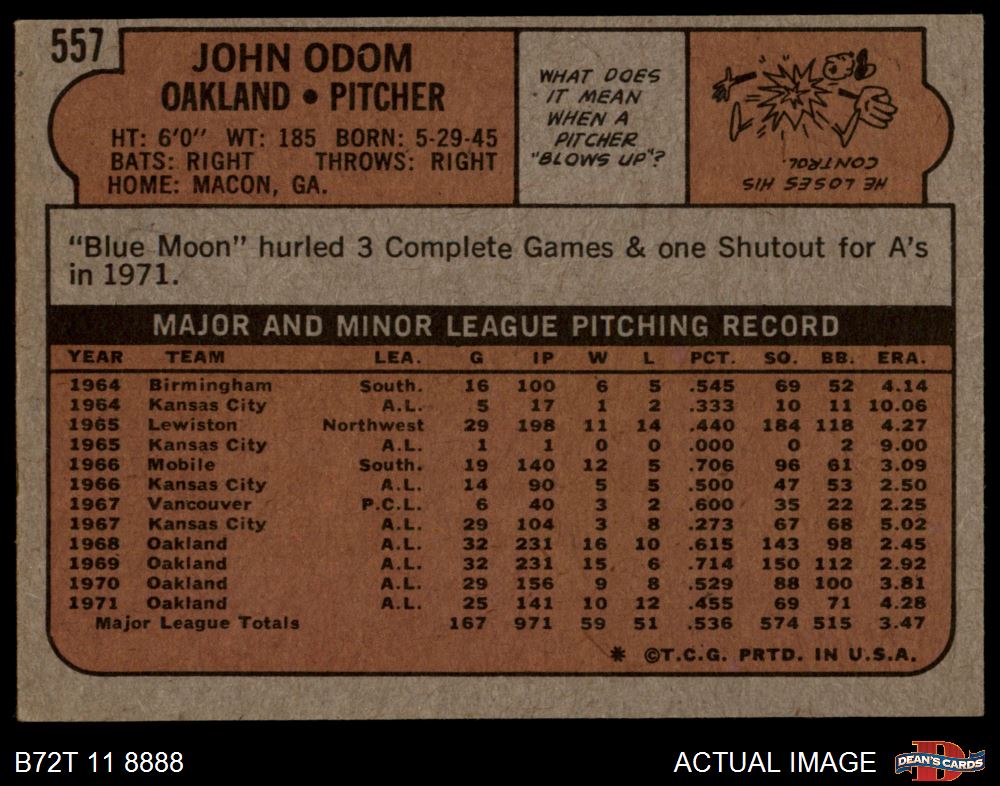 557
JOHN ODOM
OAKLAND • PITCHER
HT: 6'0" WT: 185 BORN: 5-29-45
BATS: RIGHT THROWS: RIGHT
HOME: MACON, GA.
WHAT DOES
IT MEAN
WHEN A
PITCHER
"BLOWS UP"?
HE LOSES HIS
CONTROL.
"Blue Moon" hurled 3 Complete Games & one Shutout for A's
in 1971.
MAJOR AND MINOR LEAGUE PITCHING RECORD
YEAR TEAM LEA. G IP W L PCT. SO. BB. ERA.
1964 Birmingham South. 16 100 6 5 .545 69 52 4.14
1964 Kansas City A.L. 5 17 1 2 .333 10 11 10.06
1965 Lewiston Northwest 29 198 11 14 .440 184 118 4.27
1965 Kansas City A.L. 1 1 0 0 .000 0 2 9.00
1966 Mobile South. 19 140 12 5 .706 96 61 3.09
1966 Kansas City A.L. 14 90 5 5 .500 47 53 2.50
1967 Vancouver P.C.L. 6 40 3 2 .600 35 22 2.25
1967 Kansas City A.L. 29 104 3 8 .273 67 68 5.02
1968 Oakland A.L. 32 231 16 10 .615 143 98 2.45
1969 Oakland A.L. 32 231 15 6 .714 150 112 2.92
1970 Oakland A.L. 29 156 9 8 .529 88 100 3.81
1971 Oakland A.L. 25 141 10 12 .455 69 71 4.28
Major League Totals 167 971 59 51 .536 574 515 3.47
* ©T.C.G. PRTD. IN U.S.A.
B72T 11 8888
ACTUAL IMAGE
D
DEAN'S CARDS